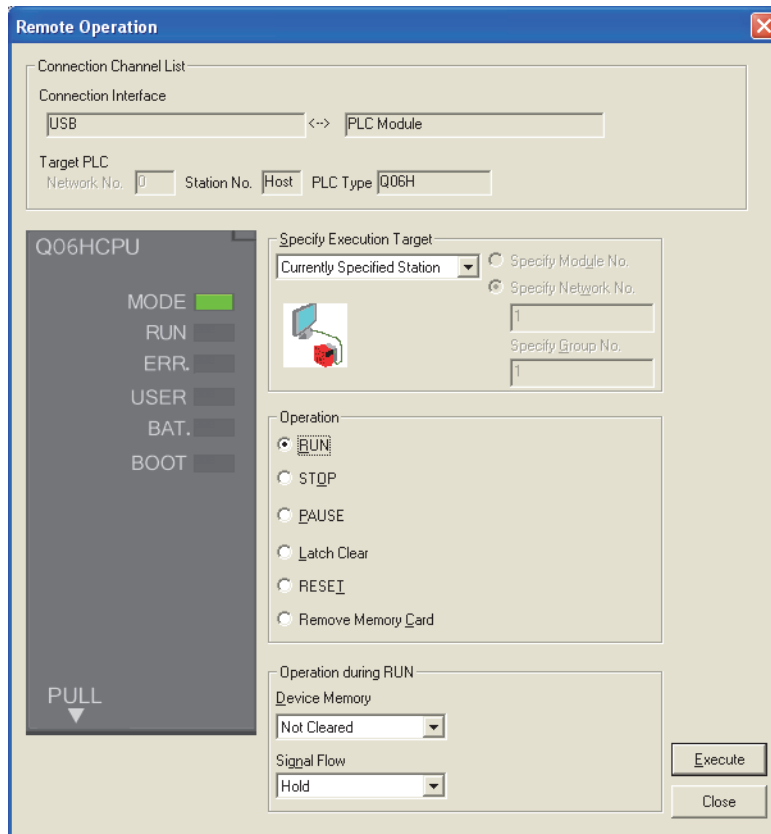 Remote Operation
Connection Channel List
Connection Interface
USB <--> PLC Module
Target PLC
Network No. 0 Station No. Host PLC Type Q06H
Q06HCPU
MODE
RUN
ERR.
USER
BAT.
BOOT
PULL
Specify Execution Target
Currently Specified Station
Specify Module No.
Specify Network No.
1
Specify Group No.
1
Operation
RUN
STOP
PAUSE
Latch Clear
RESET
Remove Memory Card
Operation during RUN
Device Memory
Not Cleared
Signal Flow
Hold
Execute
Close